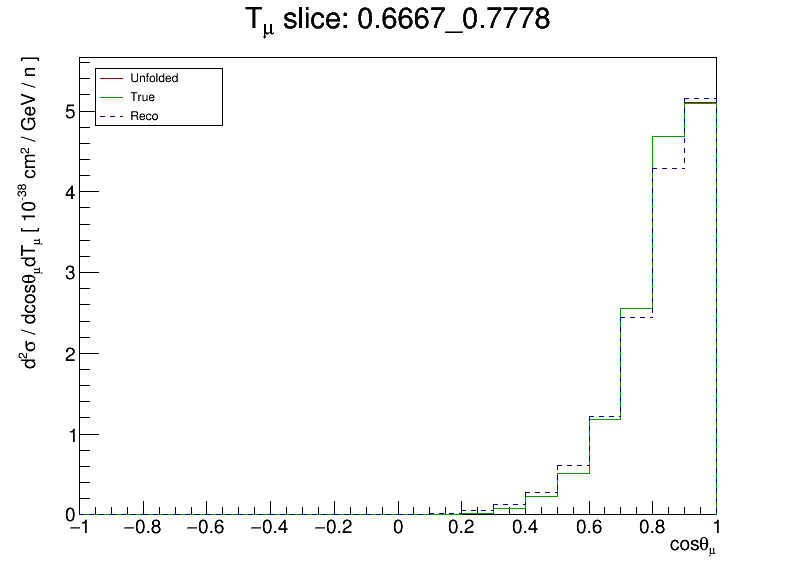 Tμ slice: 0.6667_0.7778
d²σ / dcosθμdTμ [ 10⁻³⁸ cm² / GeV / n ]
Unfolded
True
Reco
5
4
3
2
1
0
−1 −0.8 −0.6 −0.4 −0.2 0 0.2 0.4 0.6 0.8 1
cosθμ